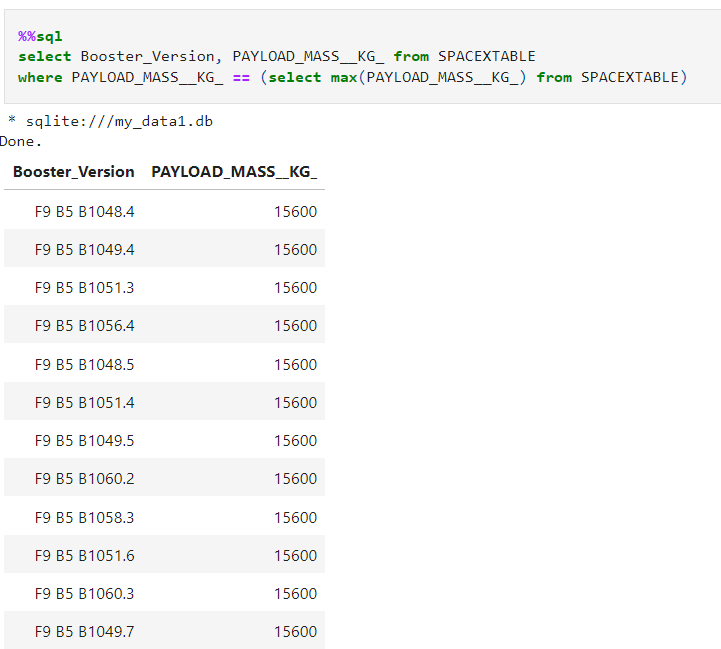 %%sql
select Booster_Version, PAYLOAD_MASS__KG_ from SPACEXTABLE
where PAYLOAD_MASS__KG_ == (select max(PAYLOAD_MASS__KG_) from SPACEXTABLE)
* sqlite:///my_data1.db
Done.
Booster_Version PAYLOAD_MASS__KG_
F9 B5 B1048.4 15600
F9 B5 B1049.4 15600
F9 B5 B1051.3 15600
F9 B5 B1056.4 15600
F9 B5 B1048.5 15600
F9 B5 B1051.4 15600
F9 B5 B1049.5 15600
F9 B5 B1060.2 15600
F9 B5 B1058.3 15600
F9 B5 B1051.6 15600
F9 B5 B1060.3 15600
F9 B5 B1049.7 15600